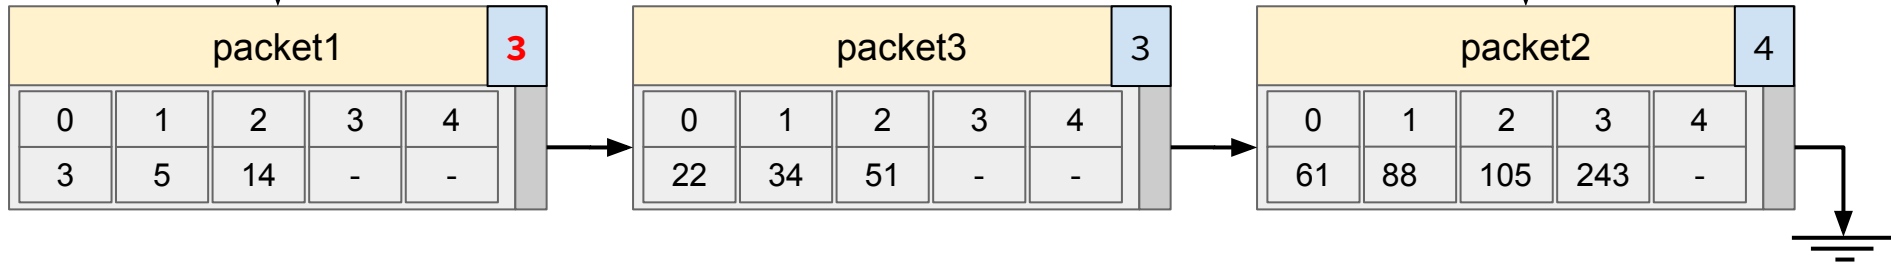 packet1 3
0 1 2 3 4
3 5 14 - -
packet3 3
0 1 2 3 4
22 34 51 - -
packet2 4
0 1 2 3 4
61 88 105 243 -